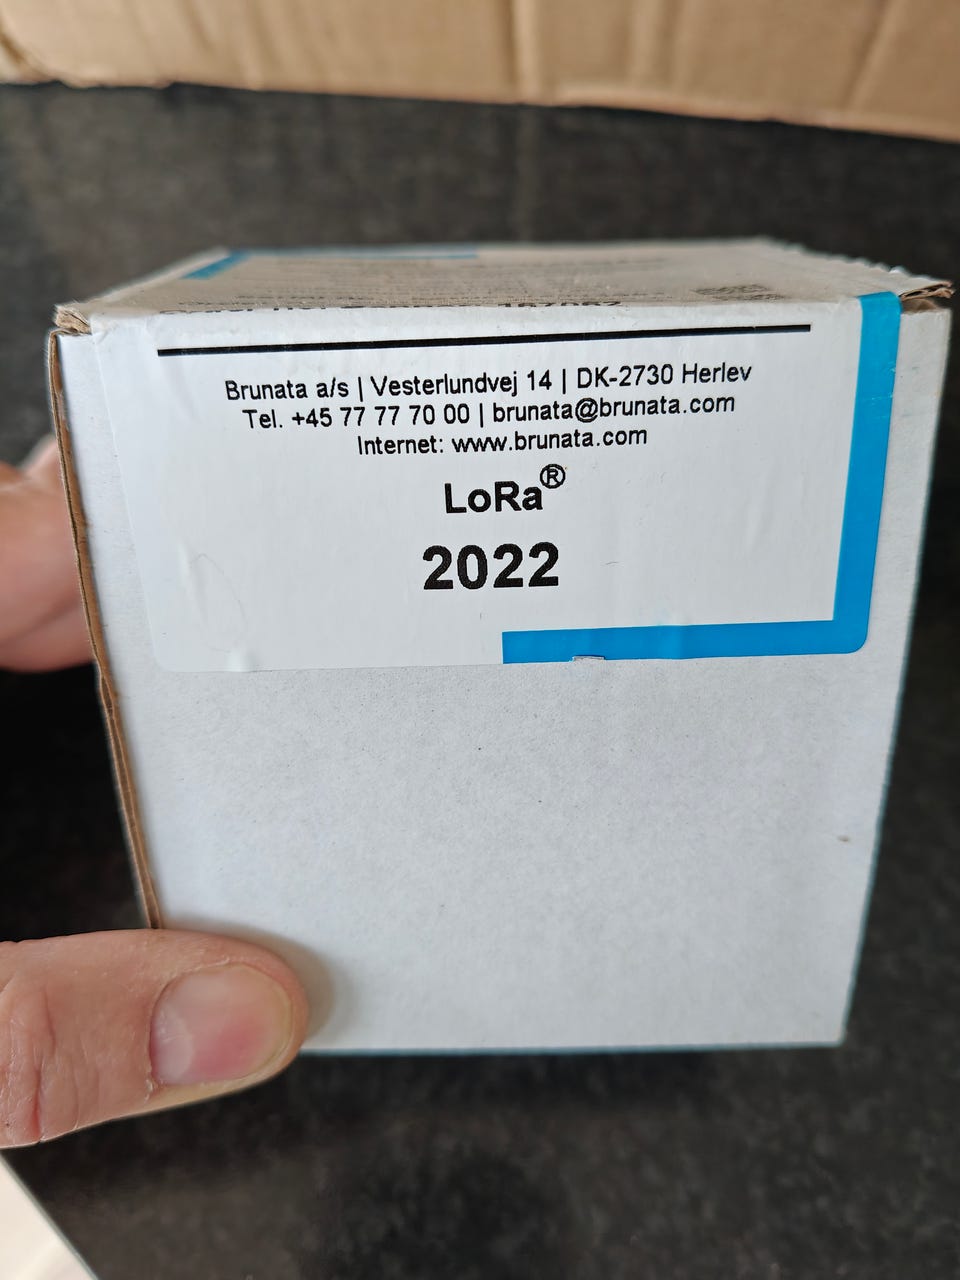 Brunata a/s | Vesterlundvej 14 | DK-2730 Herlev
Tel. +45 77 77 70 00 | brunata@brunata.com
Internet: www.brunata.com
LoRa®
2022